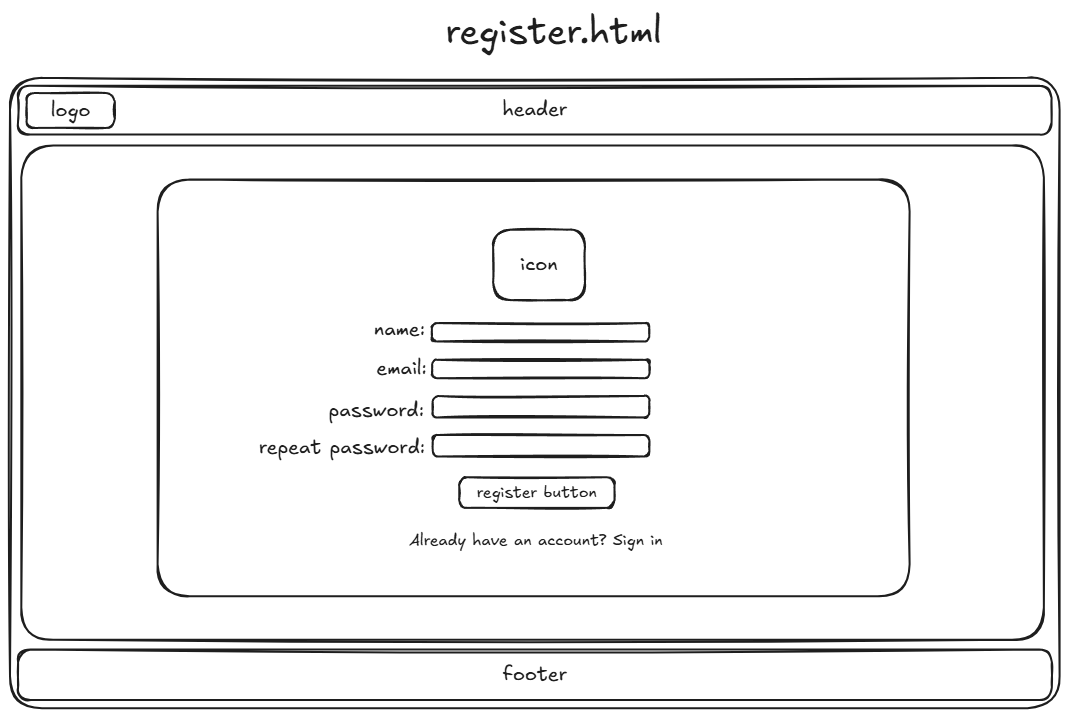 register.html
logo
header
icon
name:
email:
password:
repeat password:
register button
Already have an account? Sign in
footer